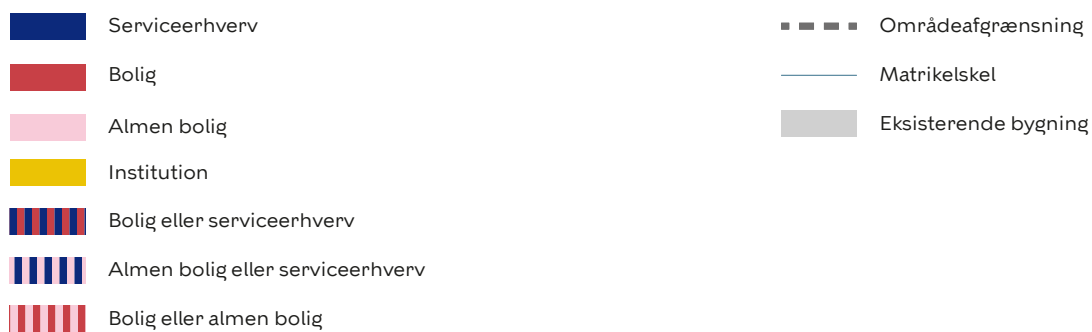 Serviceerhverv
Bolig
Almen bolig
Institution
Bolig eller serviceerhverv
Almen bolig eller serviceerhverv
Bolig eller almen bolig
Områdeafgrænsning
Matrikelskel
Eksisterende bygning